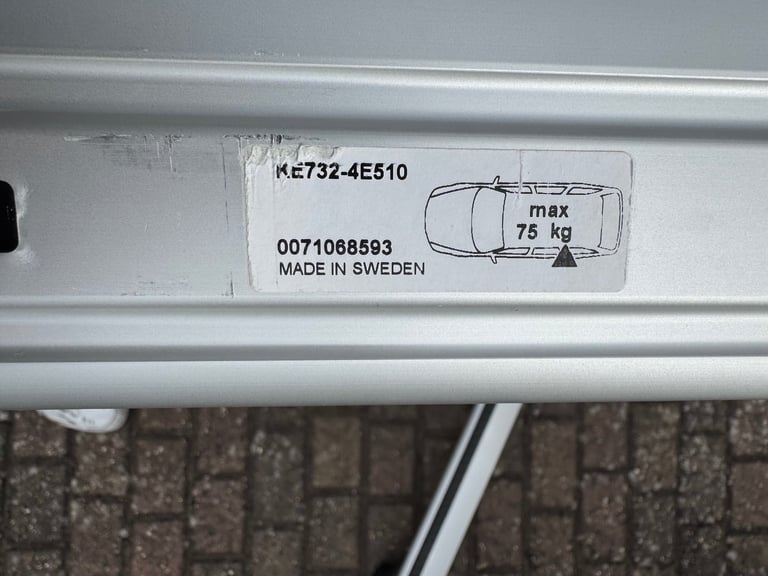 KE732-4E510
max
75 kg
0071068593
MADE IN SWEDEN